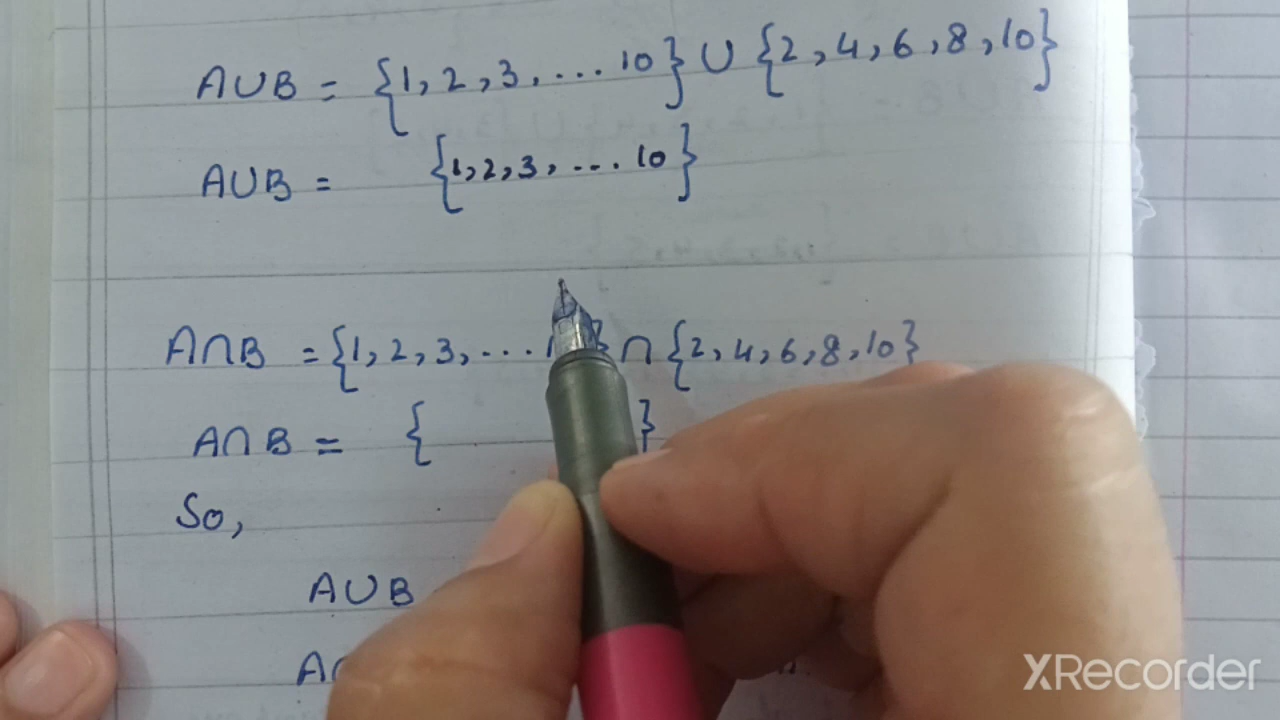 A∪B = {1, 2, 3, ... 10} ∪ {2, 4, 6, 8, 10}
A∪B = {1, 2, 3, ... 10}
A∩B = {1, 2, 3, ... } ∩ {2, 4, 6, 8, 10}
A∩B = { }
So,
A∪B
XRecorder